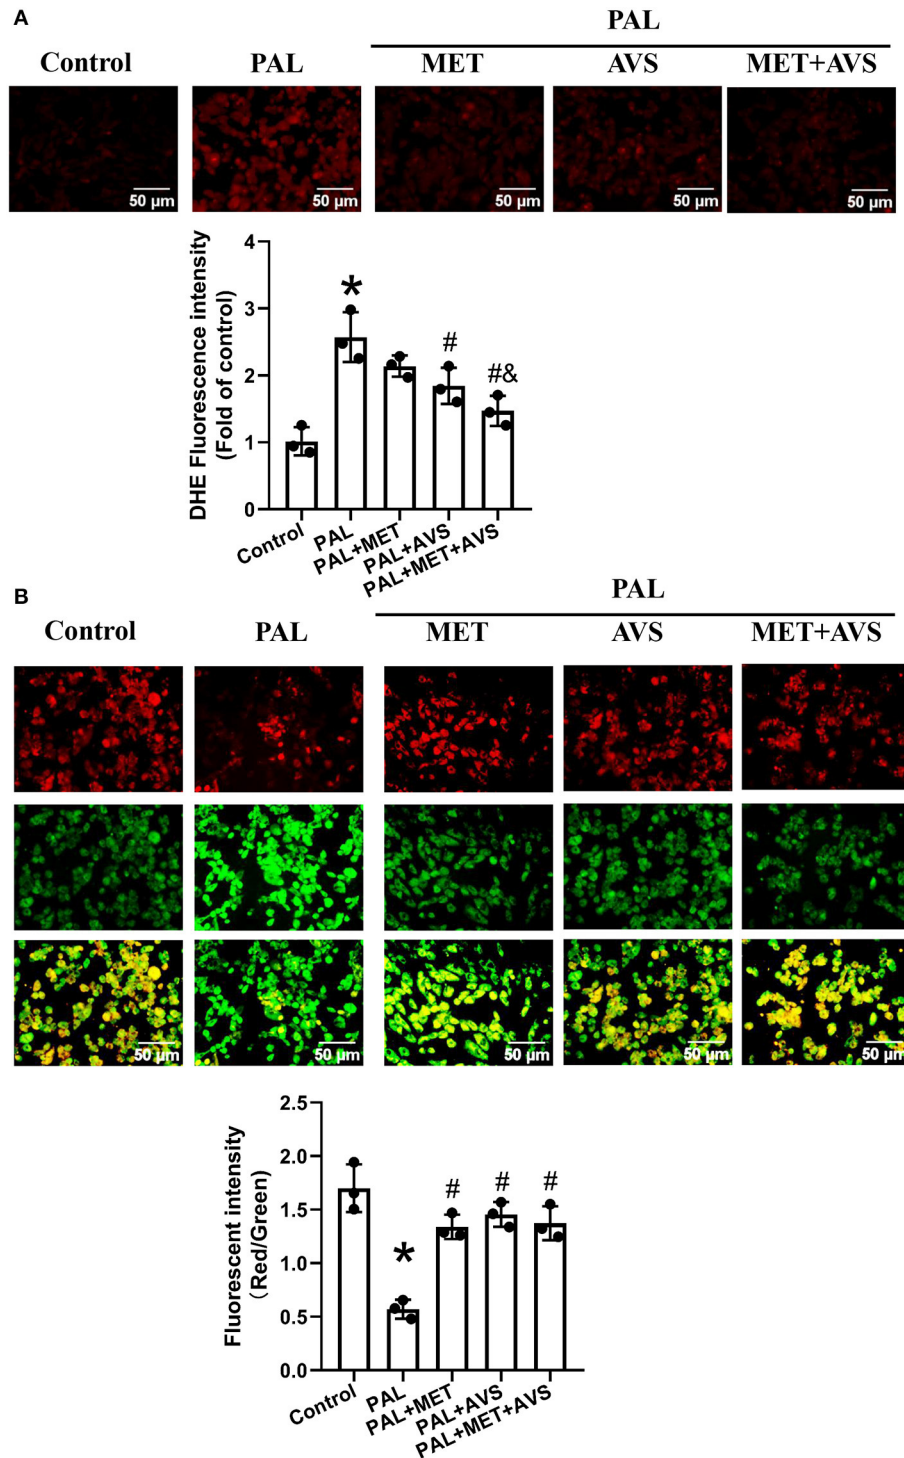 A
PAL
Control PAL MET AVS MET+AVS
50 μm 50 μm 50 μm 50 μm 50 μm
DHE Fluorescence intensity
(Fold of control)
4
3
2
1
0
*
#
#&
Control PAL PAL+MET PAL+AVS PAL+MET+AVS
B
PAL
Control PAL MET AVS MET+AVS
50 μm 50 μm 50 μm 50 μm 50 μm
Fluorescent intensity
(Red/Green)
2.5
2.0
1.5
1.0
0.5
0.0
*
# # #
Control PAL PAL+MET PAL+AVS PAL+MET+AVS